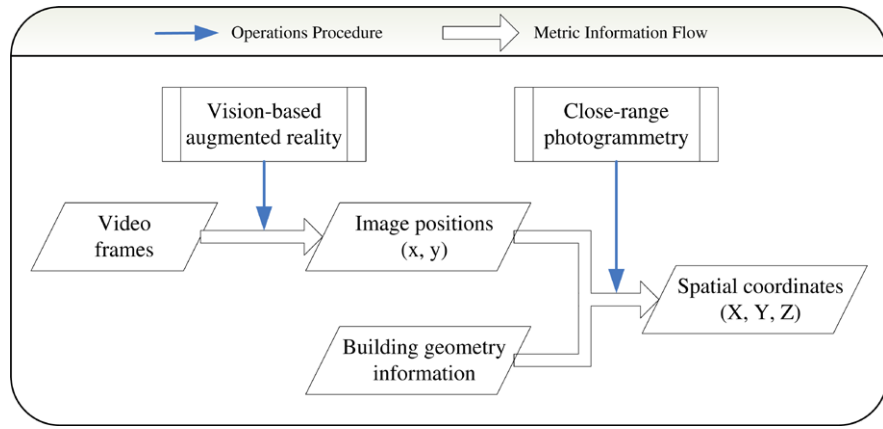 Operations Procedure
Metric Information Flow
Vision-based
augmented reality
Close-range
photogrammetry
Video
frames
Image positions
(x, y)
Spatial coordinates
(X, Y, Z)
Building geometry
information